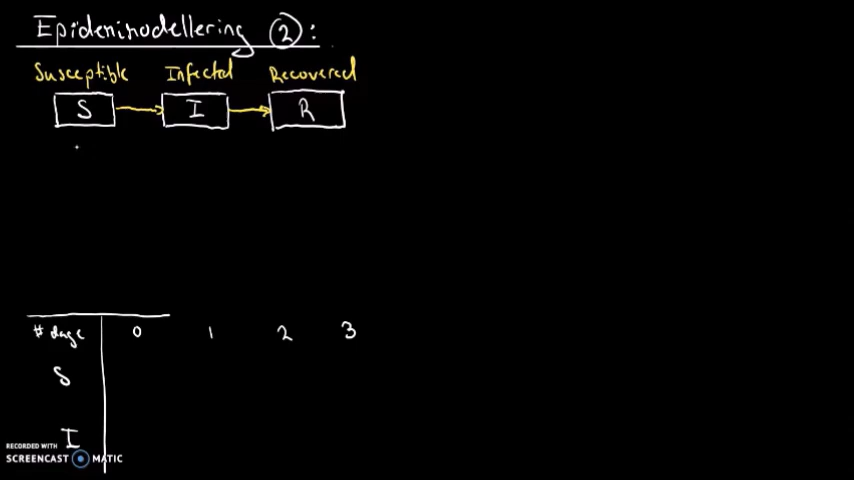 Epidemimodellering 2:
Susceptible Infected Recovered
S I R
# dage 0 1 2 3
S
I
RECORDED WITH
SCREENCAST MATIC